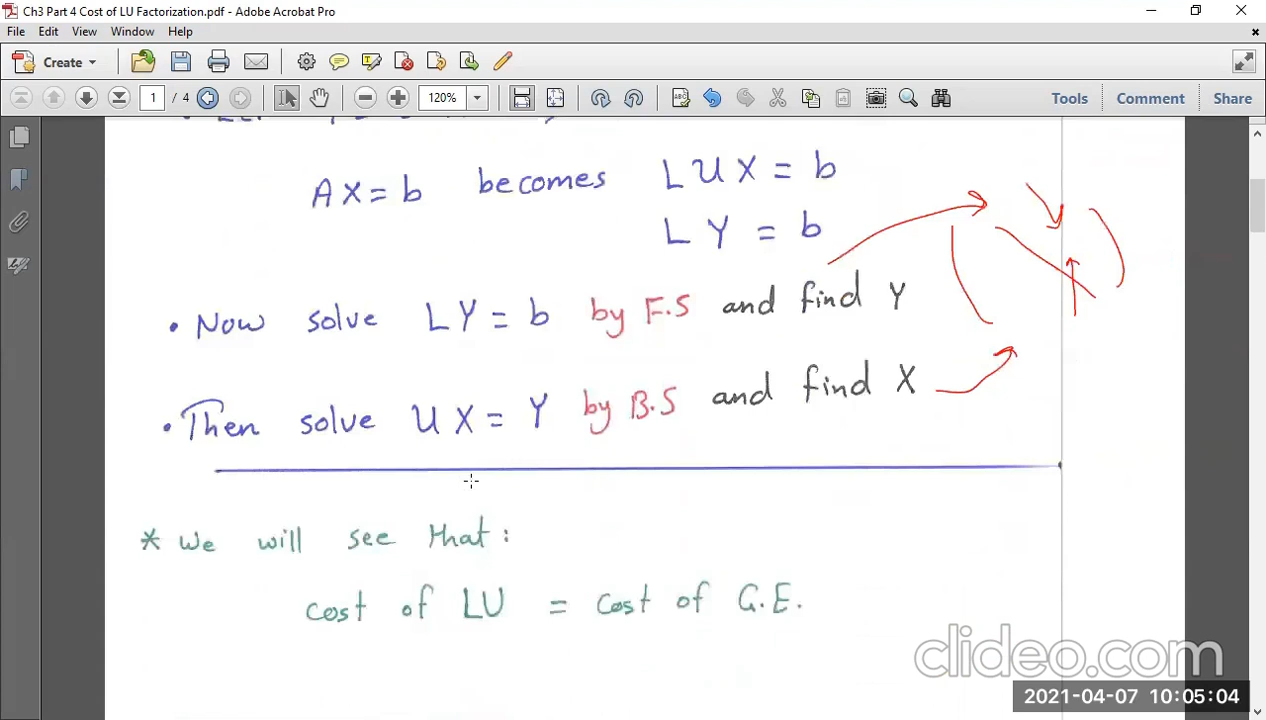 Ch3 Part 4 Cost of LU Factorization.pdf - Adobe Acrobat Pro
File Edit View Window Help
Create
1 / 4 120% Tools Comment Share
AX = b becomes LUX = b
LY = b
• Now solve LY = b by F.S and find Y
• Then solve UX = Y by B.S and find X
* We will see that:
cost of LU = cost of G.E.
clideo.com
2021-04-07 10:05:04